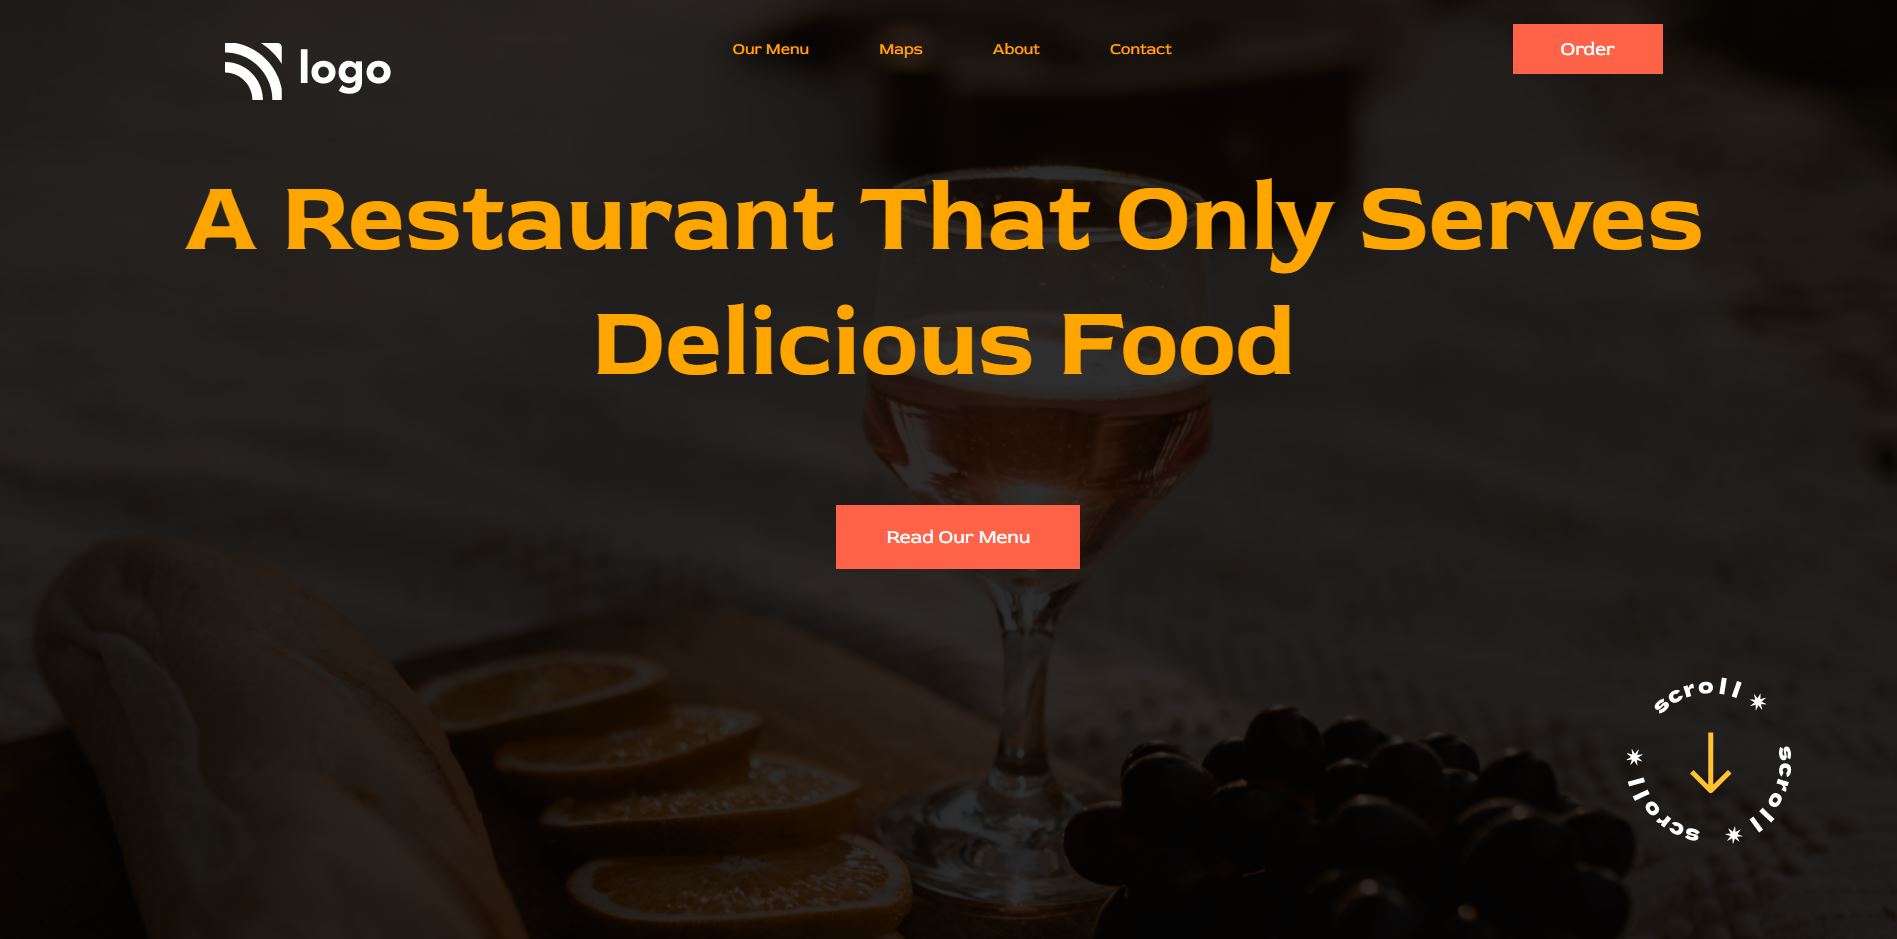 logo
Our Menu
Maps
About
Contact
Order
A Restaurant That Only Serves
Delicious Food
Read Our Menu
scroll
scroll
scroll